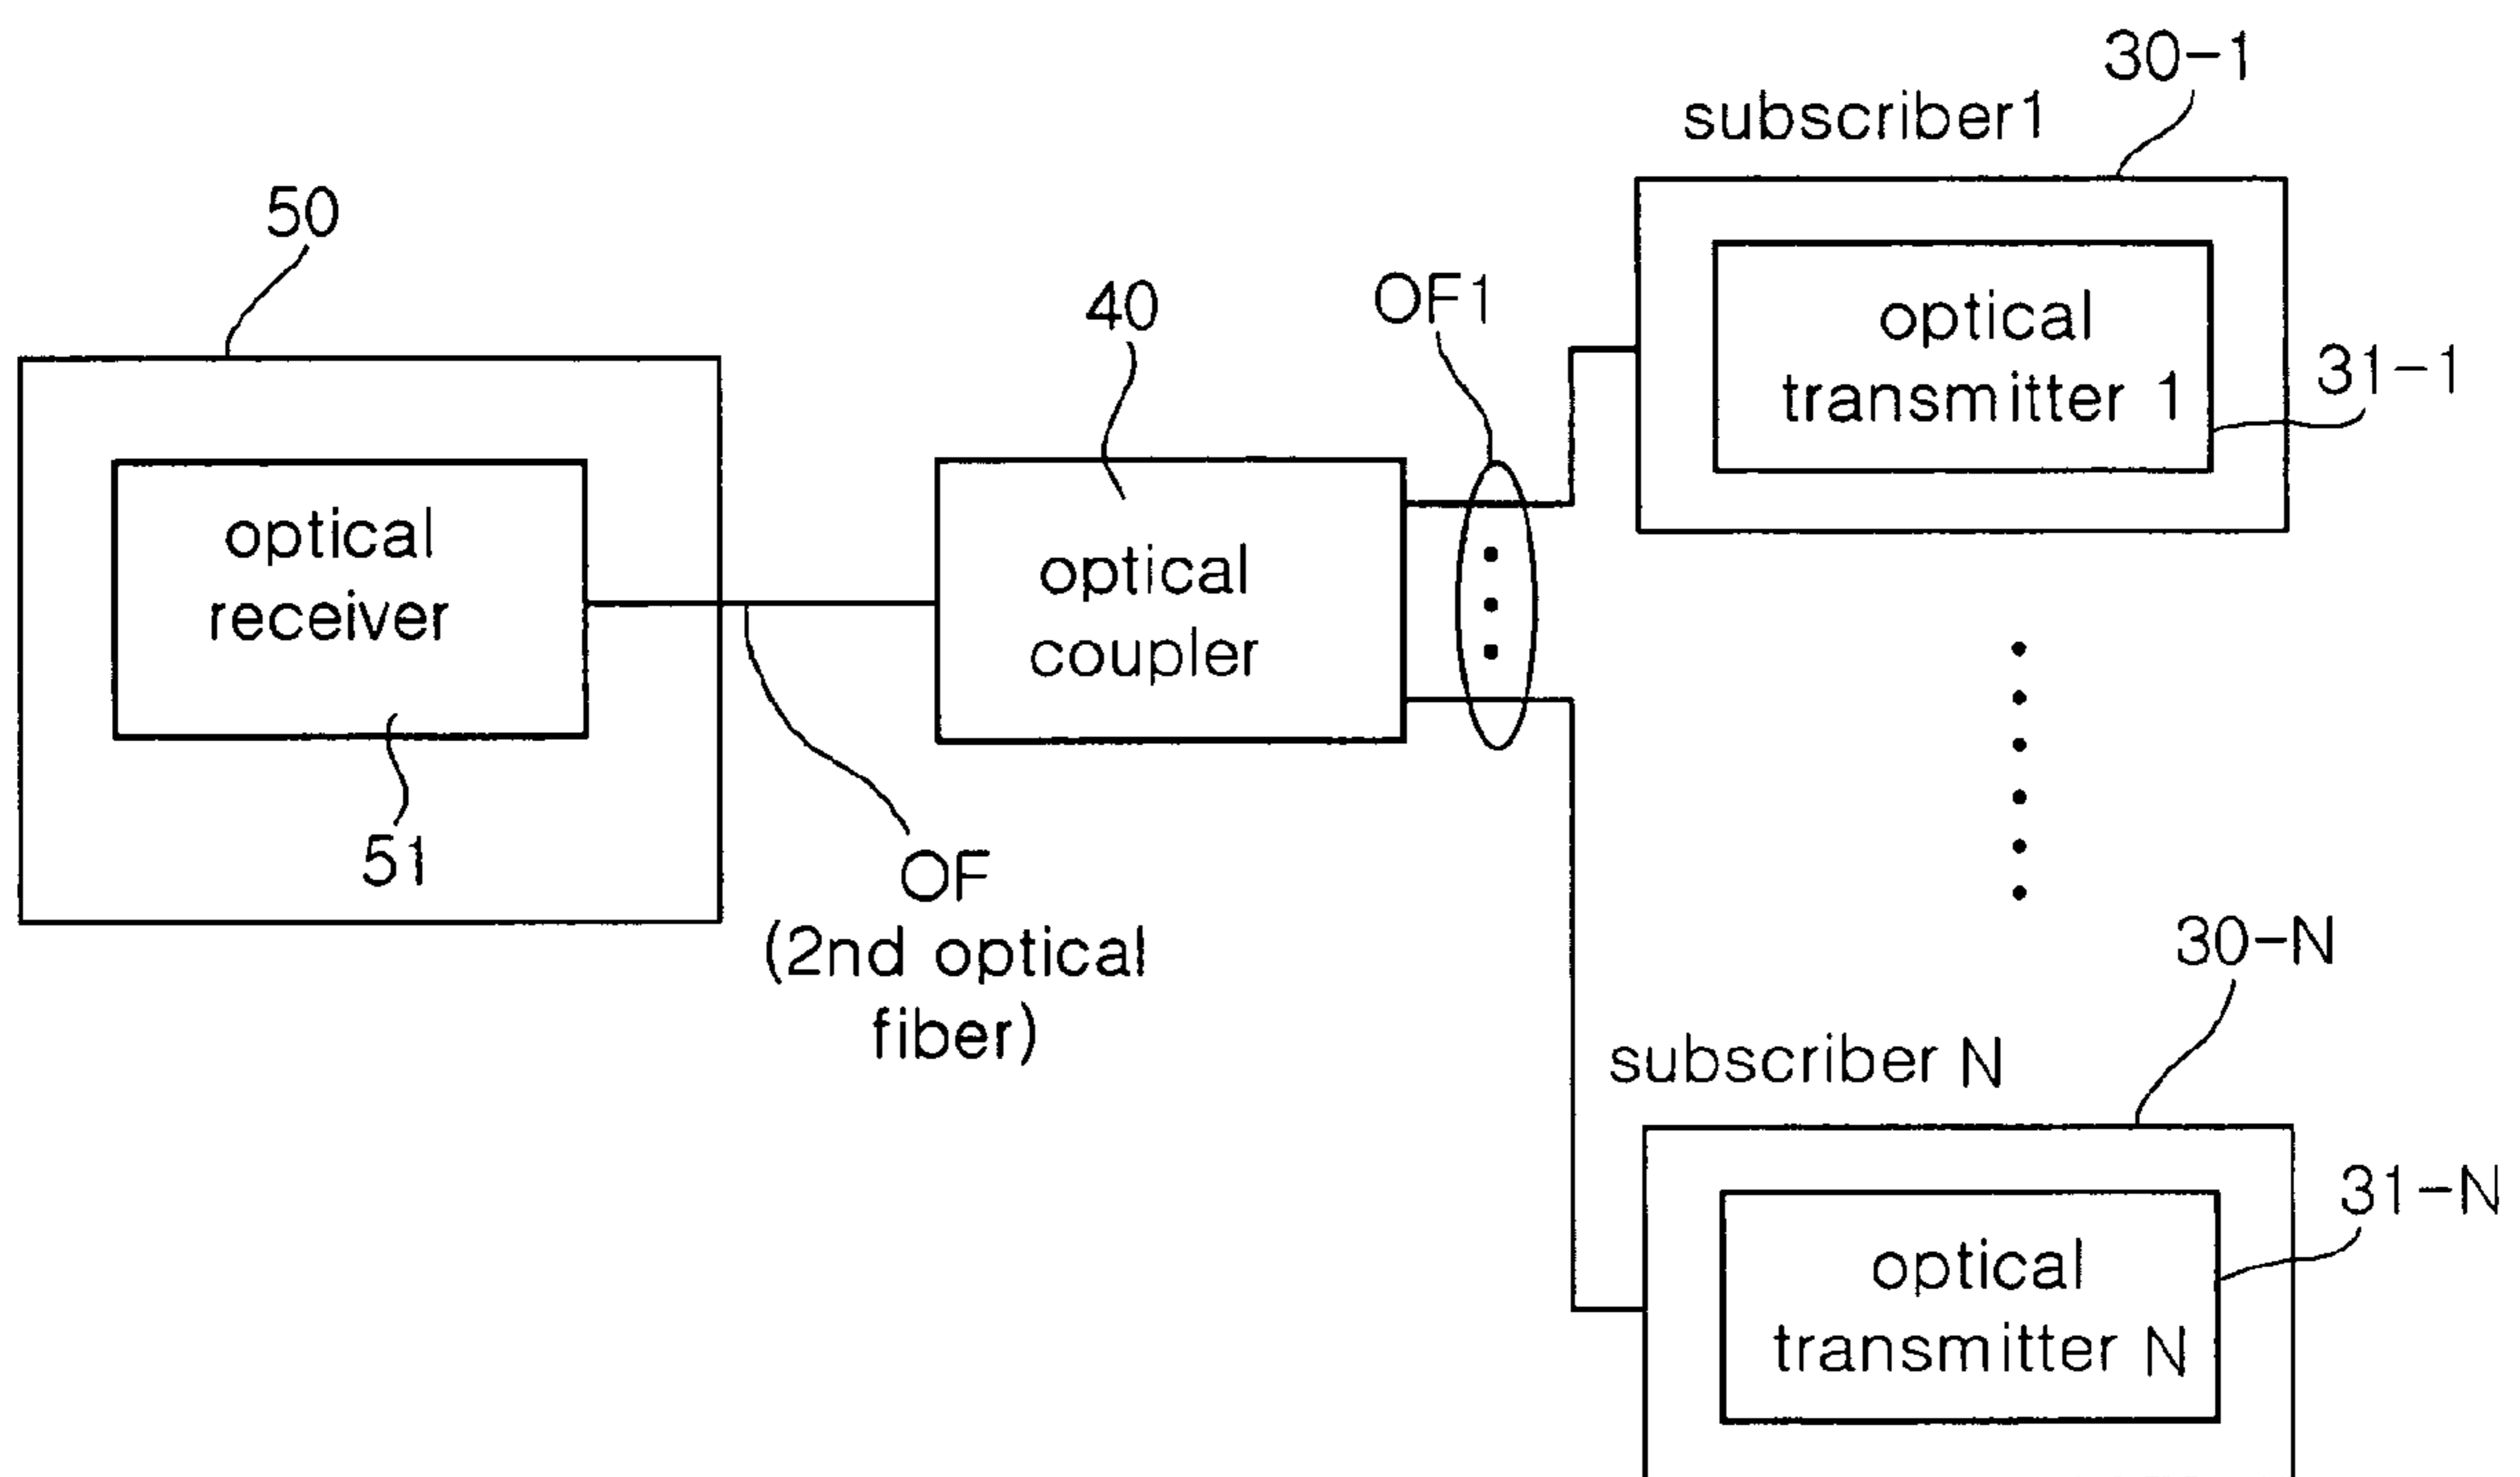 30-1
subscriber1
50
40
OF1
optical
transmitter 1
31-1
optical
receiver
optical
coupler
51
OF
(2nd optical
fiber)
30-N
subscriber N
31-N
optical
transmitter N